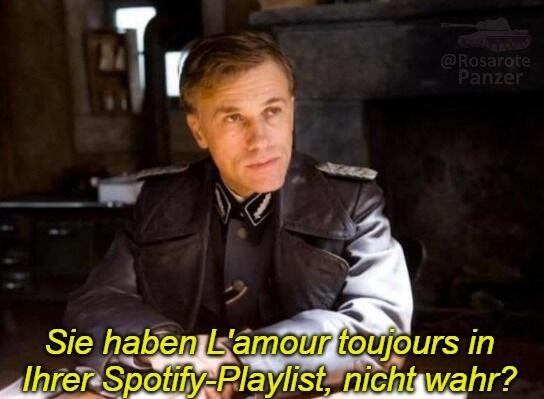 @Rosarote
Panzer
Sie haben L'amour toujours in
Ihrer Spotify-Playlist, nicht wahr?